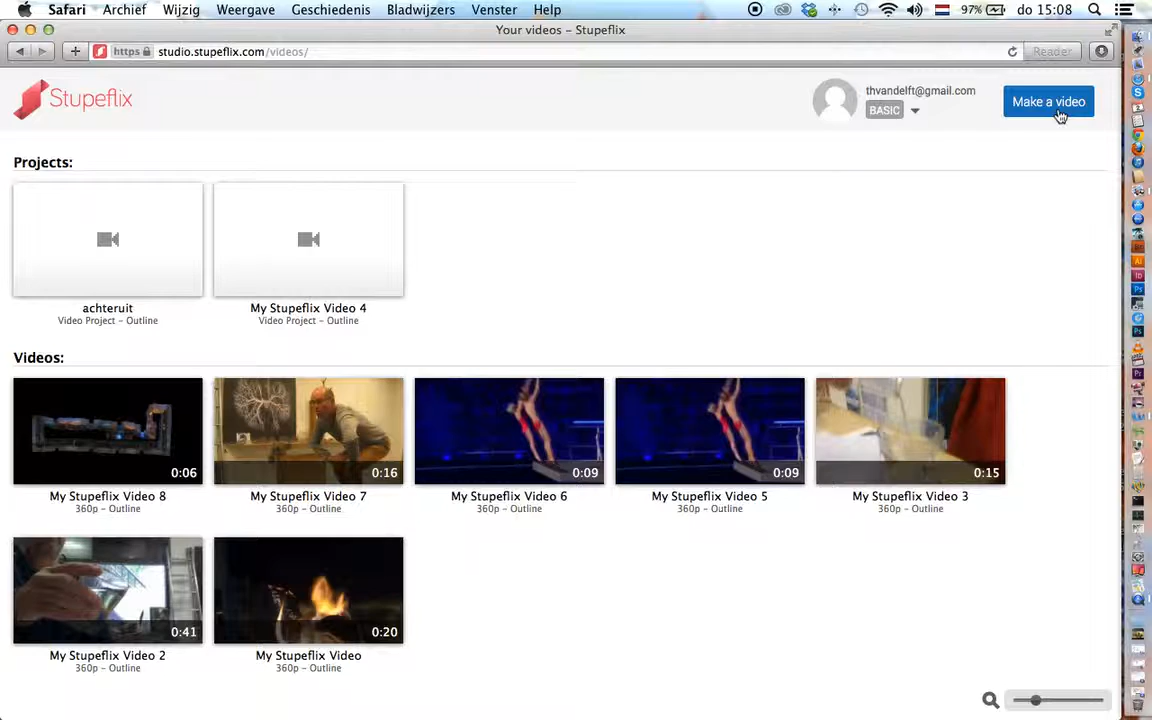 Safari Archief Wijzig Weergave Geschiedenis Bladwijzers Venster Help 97% do 15:08
Your videos – Stupeflix
https studio.stupeflix.com/videos/ Reader
Stupeflix
thvandelft@gmail.com
BASIC
Make a video
Projects:
achteruit
Video Project – Outline
My Stupeflix Video 4
Video Project – Outline
Videos:
0:06
My Stupeflix Video 8
360p – Outline
0:16
My Stupeflix Video 7
360p – Outline
0:09
My Stupeflix Video 6
360p – Outline
0:09
My Stupeflix Video 5
360p – Outline
0:15
My Stupeflix Video 3
360p – Outline
0:41
My Stupeflix Video 2
360p – Outline
0:20
My Stupeflix Video
360p – Outline